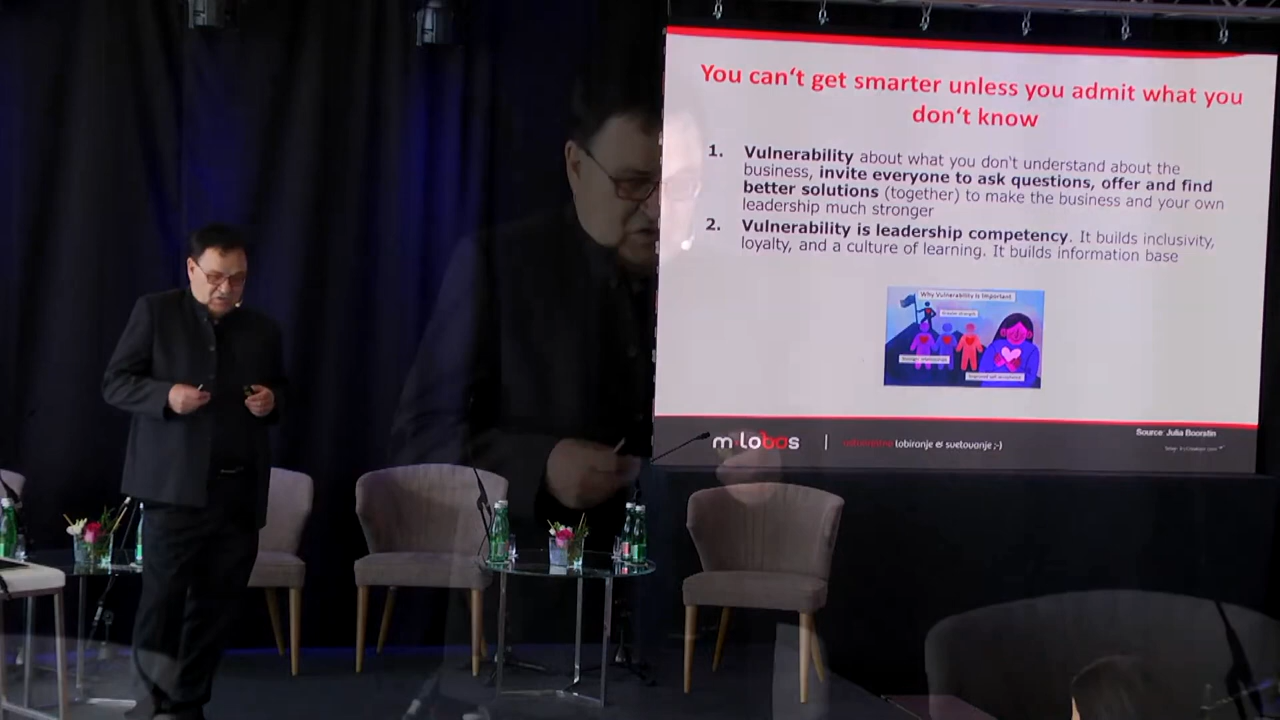 You can't get smarter unless you admit what you
don't know
1. Vulnerability about what you don't understand about the
business, invite everyone to ask questions, offer and find
better solutions (together) to make the business and your own
leadership much stronger
2. Vulnerability is leadership competency. It builds inclusivity,
loyalty, and a culture of learning. It builds information base
Why Vulnerability Is Important
m·lobos | lobiranje & svetovanje ;-)
Source: Julia Boorstin